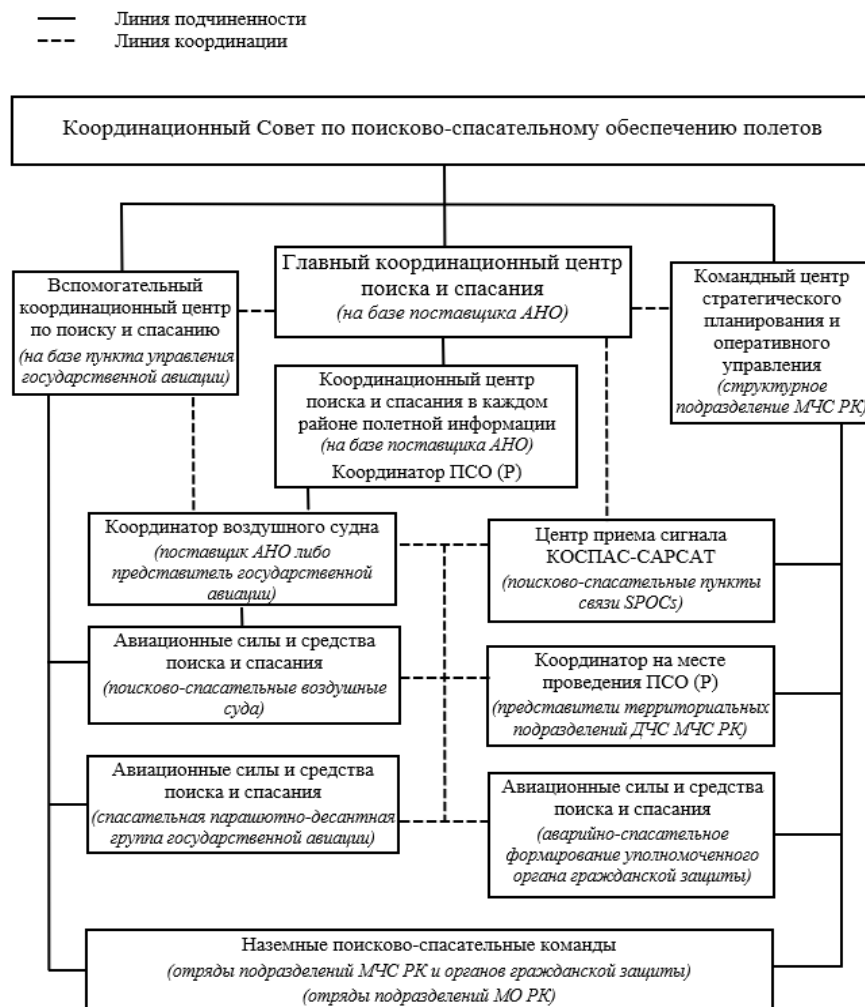 Линия подчиненности
Линия координации
Координационный Совет по поисково-спасательному обеспечению полетов
Вспомогательный
координационный центр
по поиску и спасанию
(на базе пункта управления
государственной авиации)
Главный координационный центр
поиска и спасания
(на базе поставщика АНО)
Командный центр
стратегического
планирования и
оперативного
управления
(структурное
подразделение МЧС РК)
Координационный центр
поиска и спасания в каждом
районе полетной информации
(на базе поставщика АНО)
Координатор ПСО (Р)
Координатор воздушного судна
(поставщик АНО либо
представитель государственной
авиации)
Центр приема сигнала
КОСПАС-САРСАТ
(поисково-спасательные пункты
связи SPOCs)
Авиационные силы и средства
поиска и спасания
(поисково-спасательные воздушные
суда)
Координатор на месте
проведения ПСО (Р)
(представители территориальных
подразделений ДЧС МЧС РК)
Авиационные силы и средства
поиска и спасания
(спасательная парашютно-десантная
группа государственной авиации)
Авиационные силы и средства
поиска и спасания
(аварийно-спасательное
формирование уполномоченного
органа гражданской защиты)
Наземные поисково-спасательные команды
(отряды подразделений МЧС РК и органов гражданской защиты)
(отряды подразделений МО РК)